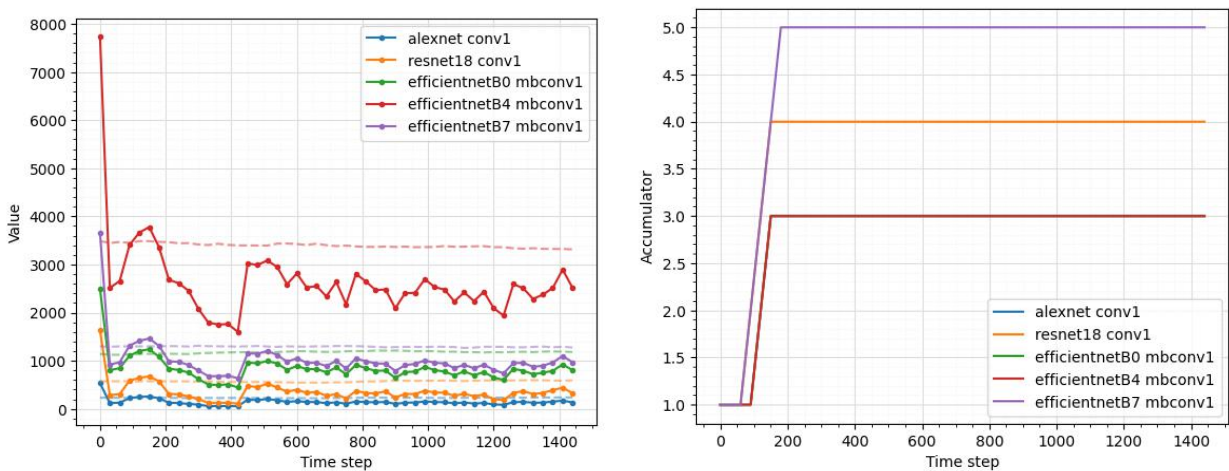 8000
7000
6000
5000
4000
3000
2000
1000
0
Value
alexnet conv1
resnet18 conv1
efficientnetB0 mbconv1
efficientnetB4 mbconv1
efficientnetB7 mbconv1
0 200 400 600 800 1000 1200 1400
Time step
5.0
4.5
4.0
3.5
3.0
2.5
2.0
1.5
1.0
Accumulator
alexnet conv1
resnet18 conv1
efficientnetB0 mbconv1
efficientnetB4 mbconv1
efficientnetB7 mbconv1
0 200 400 600 800 1000 1200 1400
Time step